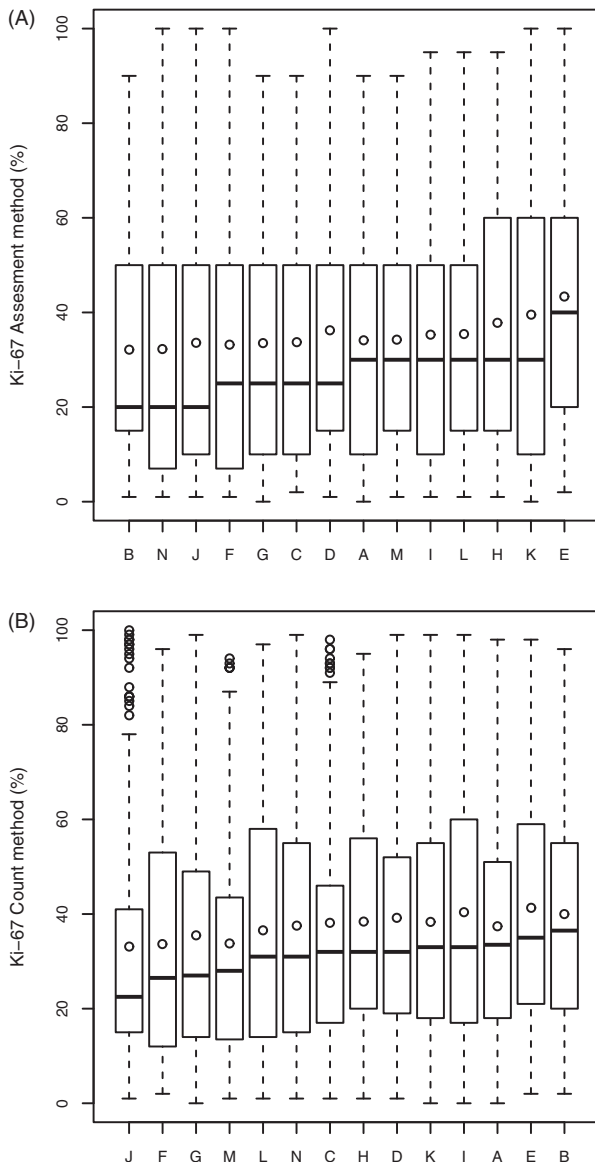 (A)
Ki-67 Assesment method (%)
100
80
60
40
20
0
B N J F G C D A M I L H K E
(B)
Ki-67 Count method (%)
100
80
60
40
20
0
J F G M L N C H D K I A E B